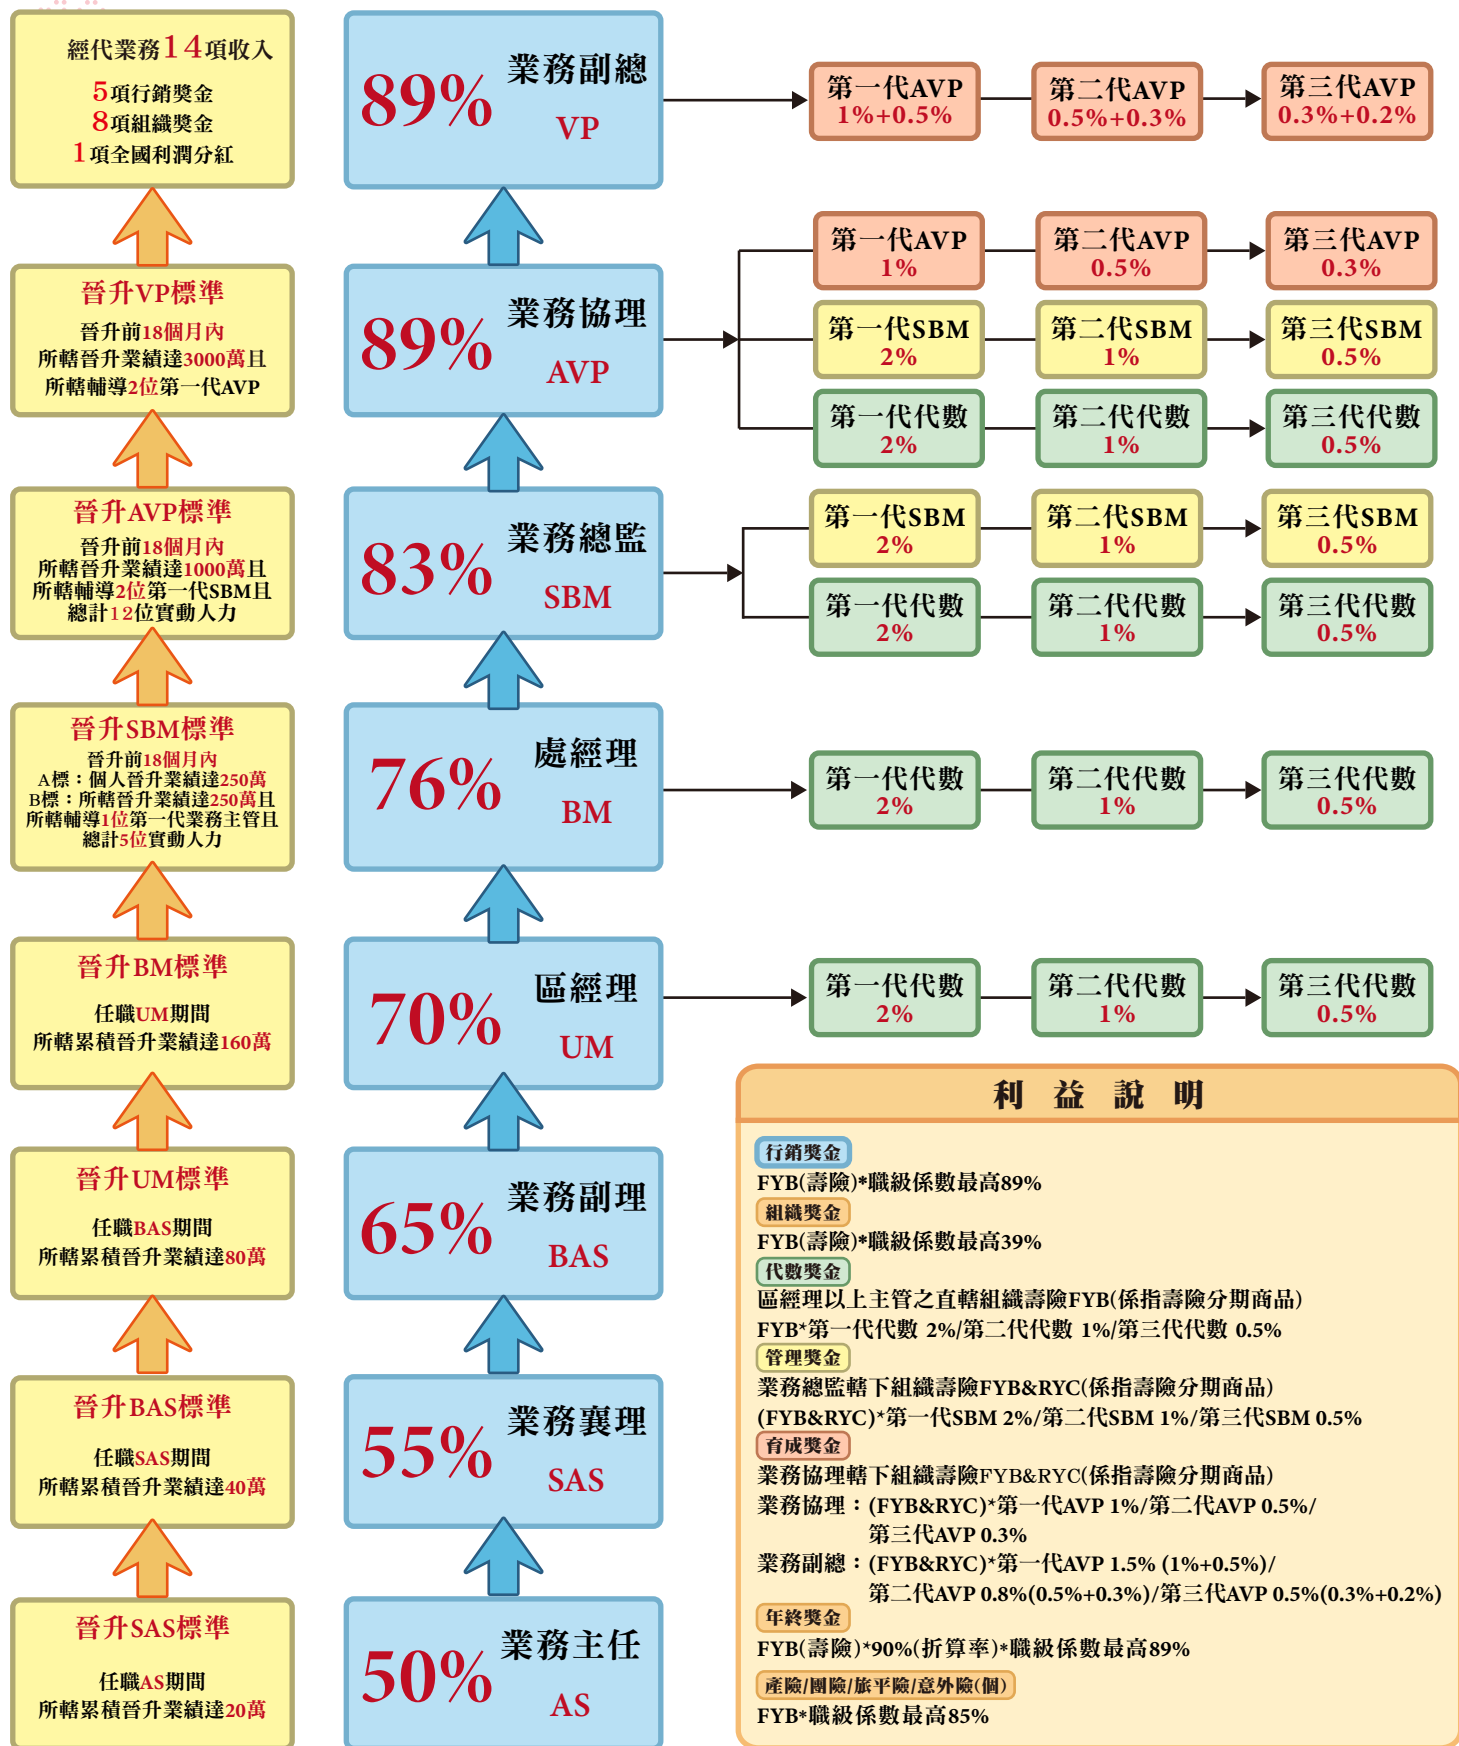 經代業務14項收入
5項行銷獎金
8項組織獎金
1項全國利潤分紅
晉升VP標準
晉升前18個月內
所轄晉升業績達3000萬且
所轄輔導2位第一代AVP
晉升AVP標準
晉升前18個月內
所轄晉升業績達1000萬且
所轄輔導2位第一代SBM且
總計12位實動人力
晉升SBM標準
晉升前18個月內
A標：個人晉升業績達250萬
B標：所轄晉升業績達250萬且
所轄輔導1位第一代業務主管且
總計5位實動人力
晉升BM標準
任職UM期間
所轄累積晉升業績達160萬
晉升UM標準
任職BAS期間
所轄累積晉升業績達80萬
晉升BAS標準
任職SAS期間
所轄累積晉升業績達40萬
晉升SAS標準
任職AS期間
所轄累積晉升業績達20萬
89%
業務副總
VP
89%
業務協理
AVP
83%
業務總監
SBM
76%
處經理
BM
70%
區經理
UM
65%
業務副理
BAS
55%
業務襄理
SAS
50%
業務主任
AS
第一代AVP
1%+0.5%
第二代AVP
0.5%+0.3%
第三代AVP
0.3%+0.2%
第一代AVP
1%
第二代AVP
0.5%
第三代AVP
0.3%
第一代SBM
2%
第二代SBM
1%
第三代SBM
0.5%
第一代代數
2%
第二代代數
1%
第三代代數
0.5%
第一代SBM
2%
第二代SBM
1%
第三代SBM
0.5%
第一代代數
2%
第二代代數
1%
第三代代數
0.5%
第一代代數
2%
第二代代數
1%
第三代代數
0.5%
第一代代數
2%
第二代代數
1%
第三代代數
0.5%
利 益 說 明
行銷獎金
FYB(壽險)*職級係數最高89%
組織獎金
FYB(壽險)*職級係數最高39%
代數獎金
區經理以上主管之直轄組織壽險FYB(係指壽險分期商品)
FYB*第一代代數 2%/第二代代數 1%/第三代代數 0.5%
管理獎金
業務總監轄下組織壽險FYB&RYC(係指壽險分期商品)
(FYB&RYC)*第一代SBM 2%/第二代SBM 1%/第三代SBM 0.5%
育成獎金
業務協理轄下組織壽險FYB&RYC(係指壽險分期商品)
業務協理：(FYB&RYC)*第一代AVP 1%/第二代AVP 0.5%/
第三代AVP 0.3%
業務副總：(FYB&RYC)*第一代AVP 1.5% (1%+0.5%)/
第二代AVP 0.8%(0.5%+0.3%)/第三代AVP 0.5%(0.3%+0.2%)
年終獎金
FYB(壽險)*90%(折算率)*職級係數最高89%
產險/團險/旅平險/意外險(個)
FYB*職級係數最高85%